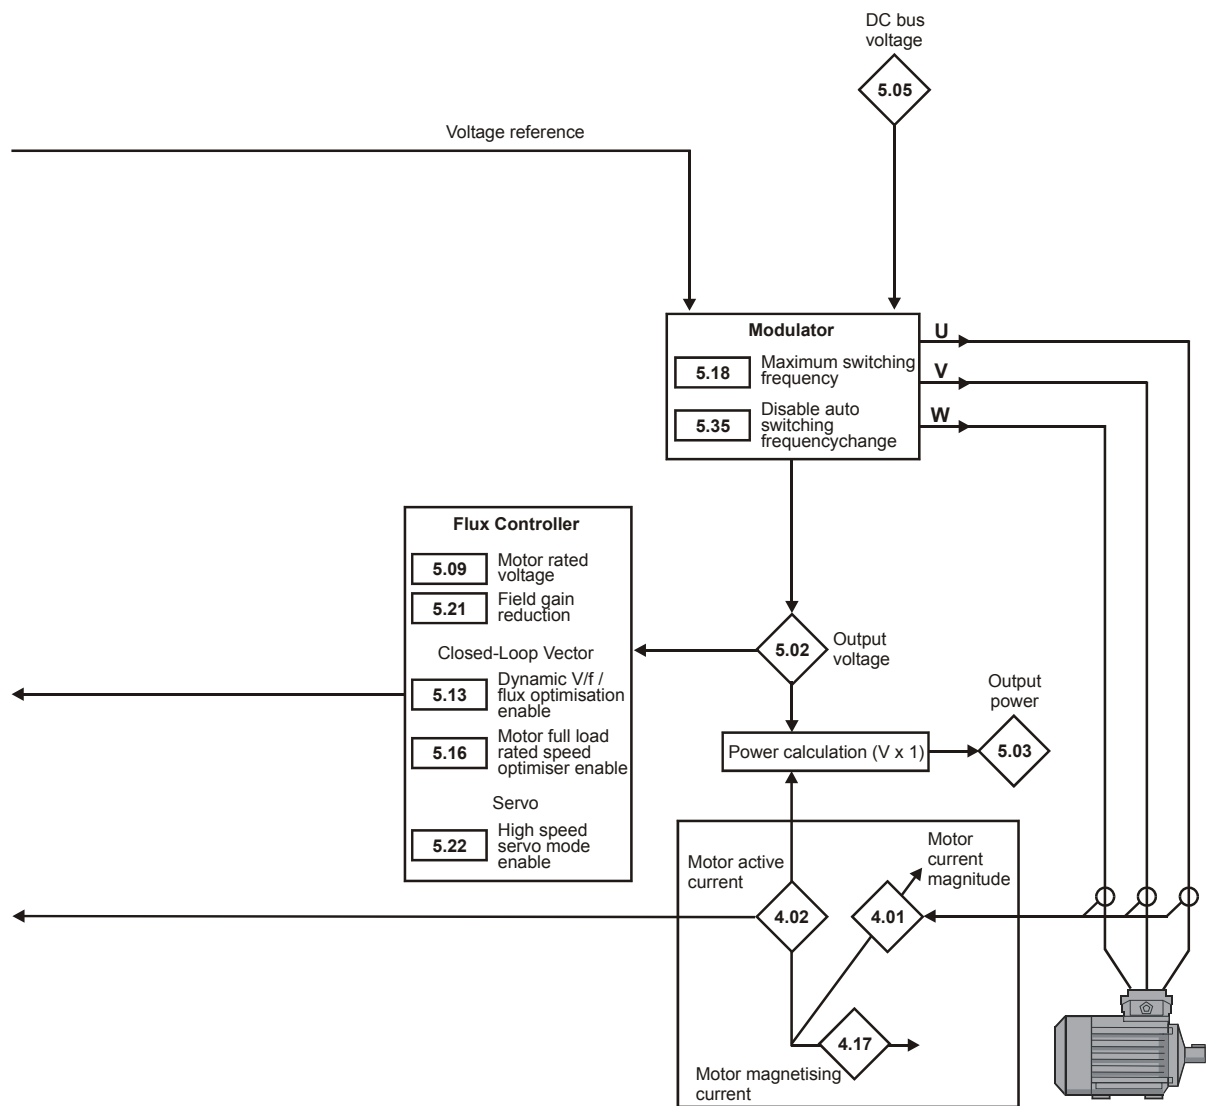 DC bus
voltage
5.05
Voltage reference
Modulator
5.18
Maximum switching
frequency
5.35
Disable auto
switching
frequencychange
U
V
W
Flux Controller
5.09
Motor rated
voltage
5.21
Field gain
reduction
Closed-Loop Vector
5.13
Dynamic V/f /
flux optimisation
enable
5.16
Motor full load
rated speed
optimiser enable
Servo
5.22
High speed
servo mode
enable
5.02
Output
voltage
Output
power
Power calculation (V x 1)
5.03
Motor active
current
4.02
Motor
current
magnitude
4.01
4.17
Motor magnetising
current